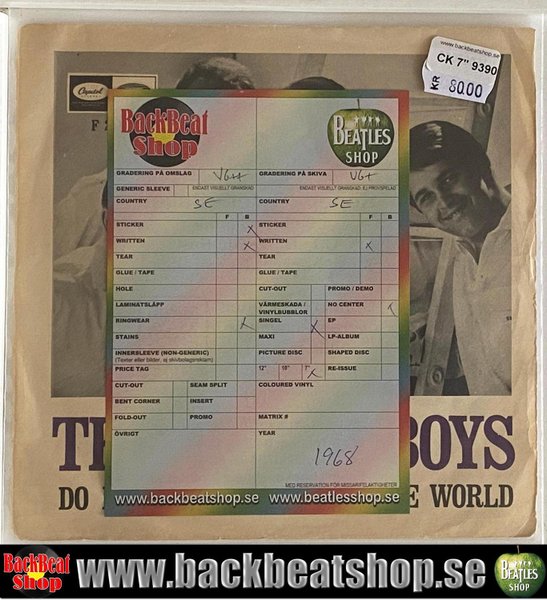 www.backbeatshop.se
CK 7" 9390
KR 8000
Capitol
F
BackBeat Shop
BEATLES SHOP
GRADERING PÅ OMSLAG VG++ GRADERING PÅ SKIVA VG+
GENERIC SLEEVE ENDAST VISUELLT GRANSKAD ENDAST VISUELLT GRANSKAD, EJ PROVSPELAD
COUNTRY SE COUNTRY SE
F B F B
STICKER X STICKER
WRITTEN X WRITTEN X
YEAR YEAR
GLUE / TAPE GLUE / TAPE
HOLE CUT-OUT PROMO / DEMO
LAMINATSLÄPP VÄRMESKADA / VINYLBUBBLOR NO CENTER
RINGWEAR X SINGEL X EP
STAINS MAXI LP-ALBUM
INNERSLEEVE (NON-GENERIC) PICTURE DISC SHAPED DISC
(Texter eller bilder, ej skivbolagsreklam)
PRICE TAG 12" 10" 7" X RE-ISSUE
CUT-OUT SEAM SPLIT COLOURED VINYL
BENT CORNER INSERT
FOLD-OUT PROMO MATRIX #
ÖVRIGT YEAR
1968
MED RESERVATION FÖR MISSAR/FELAKTIGHETER
www.backbeatshop.se www.beatlesshop.se
TH BOYS
DO E WORLD
BackBeat Shop www.backbeatshop.se BEATLES SHOP